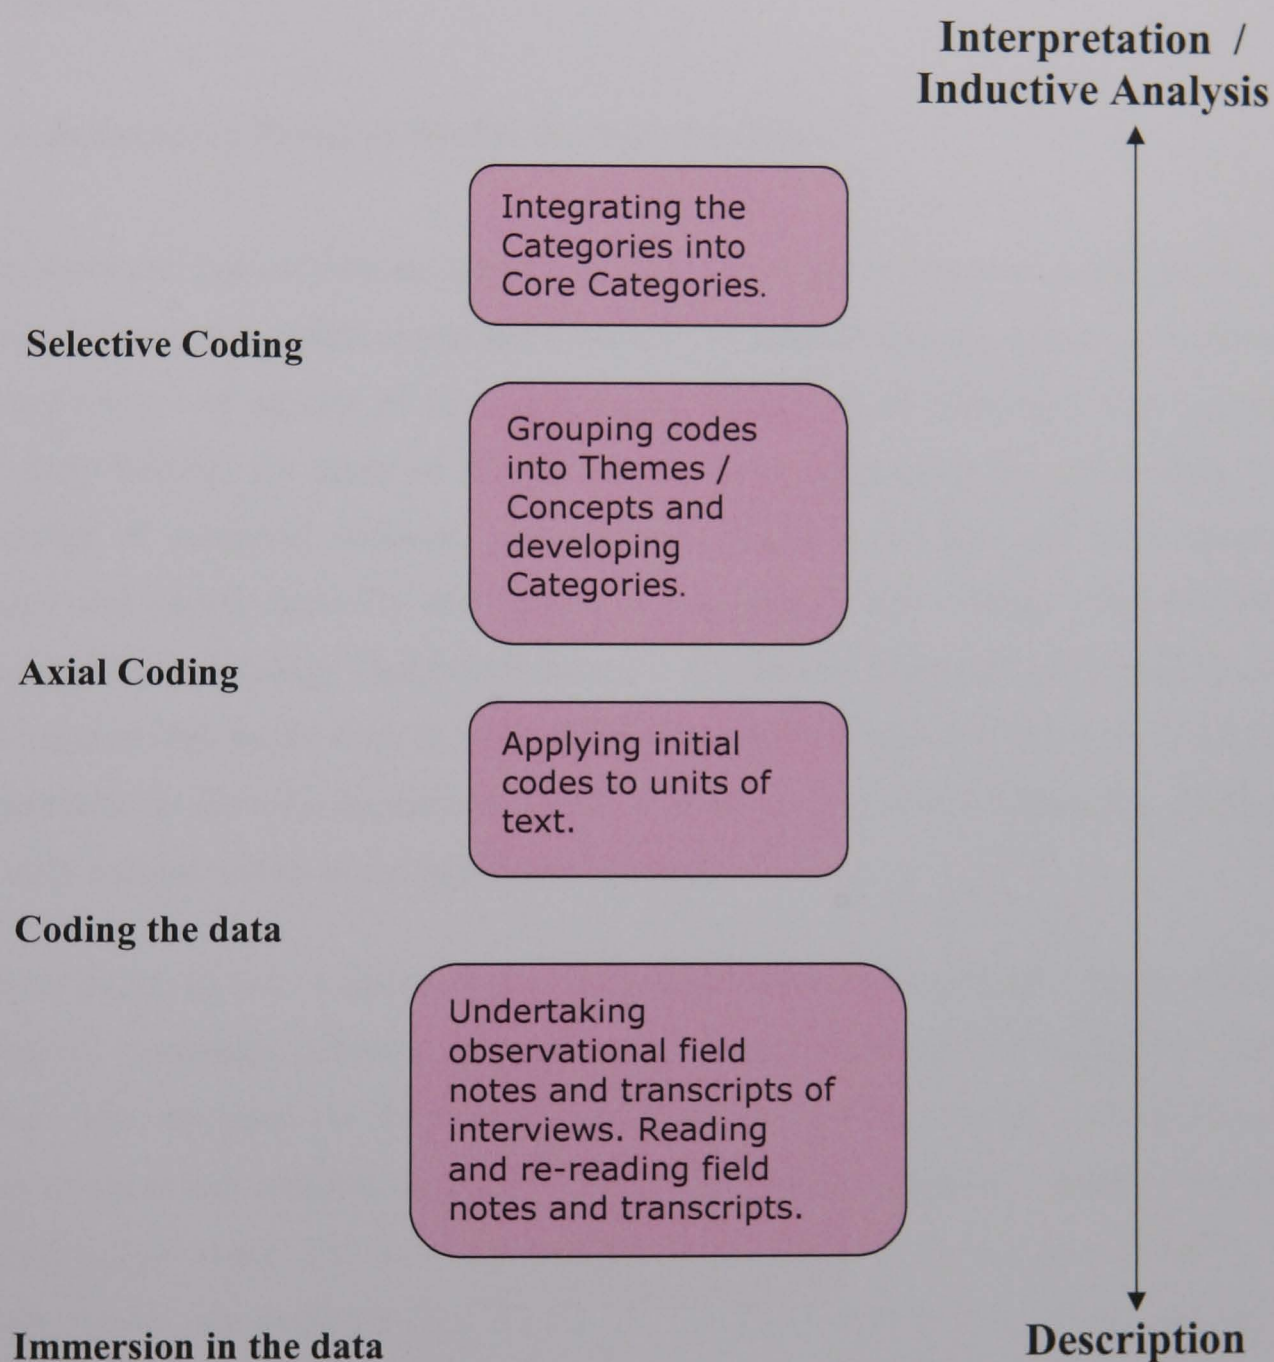 Interpretation /
Inductive Analysis
Integrating the
Categories into
Core Categories.
Selective Coding
Grouping codes
into Themes /
Concepts and
developing
Categories.
Axial Coding
Applying initial
codes to units of
text.
Coding the data
Undertaking
observational field
notes and transcripts of
interviews. Reading
and re-reading field
notes and transcripts.
Immersion in the data
Description